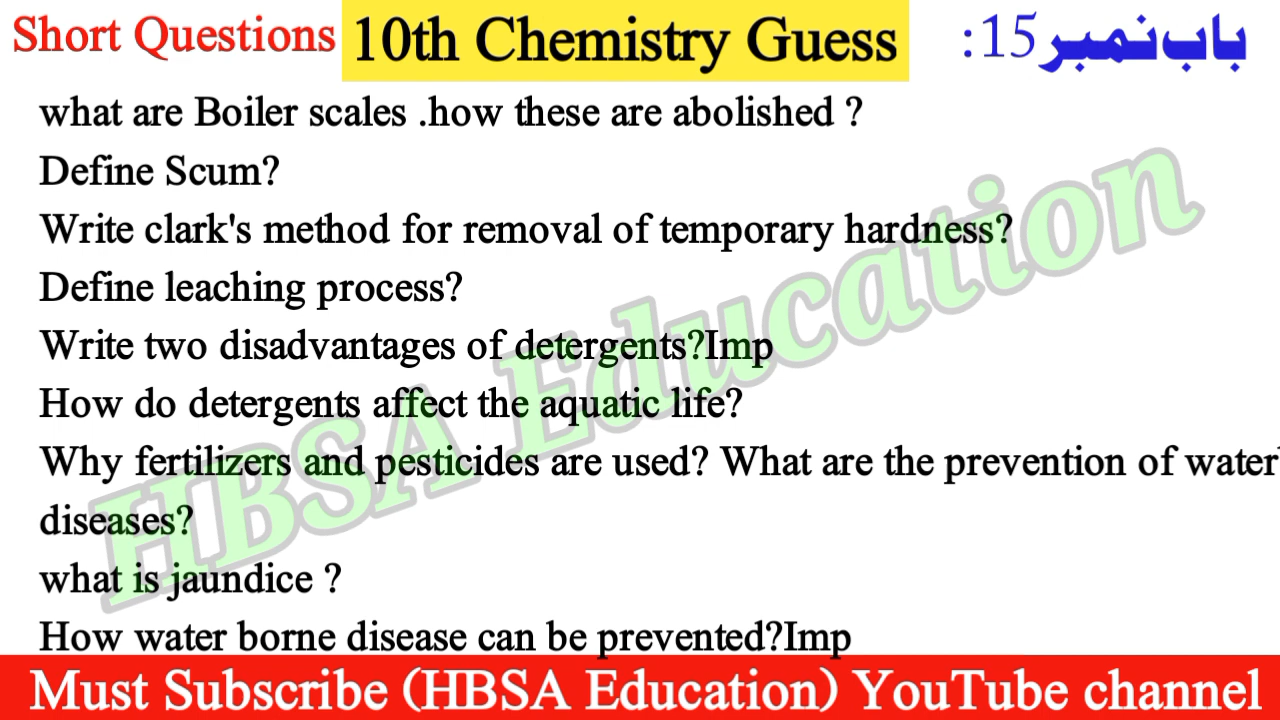 Short Questions 10th Chemistry Guess باب نمبر15:
what are Boiler scales .how these are abolished ?
Define Scum?
Write clark's method for removal of temporary hardness?
Define leaching process?
Write two disadvantages of detergents?Imp
How do detergents affect the aquatic life?
Why fertilizers and pesticides are used? What are the prevention of water
diseases?
what is jaundice ?
How water borne disease can be prevented?Imp
HBSA Education
Must Subscribe (HBSA Education) YouTube channel